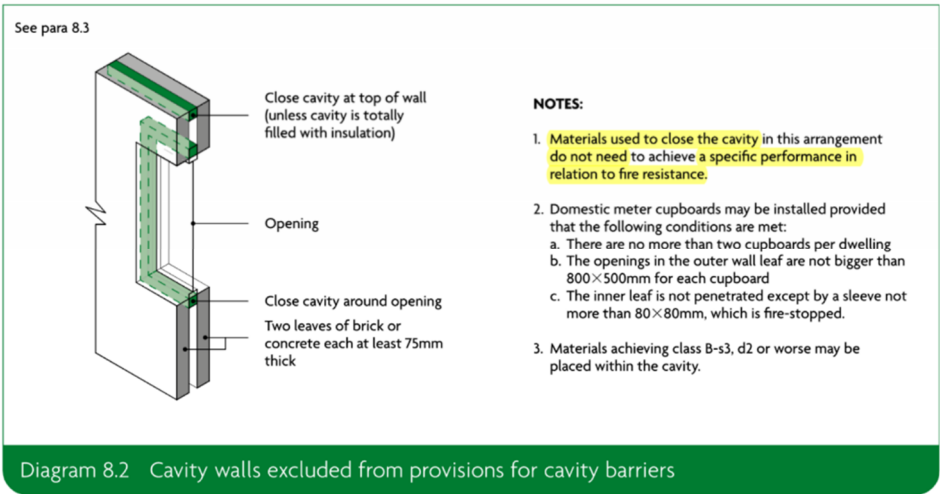 See para 8.3
Close cavity at top of wall
(unless cavity is totally
filled with insulation)
Opening
Close cavity around opening
Two leaves of brick or
concrete each at least 75mm
thick
NOTES:
1. Materials used to close the cavity in this arrangement
do not need to achieve a specific performance in
relation to fire resistance.
2. Domestic meter cupboards may be installed provided
that the following conditions are met:
a. There are no more than two cupboards per dwelling
b. The openings in the outer wall leaf are not bigger than
800×500mm for each cupboard
c. The inner leaf is not penetrated except by a sleeve not
more than 80×80mm, which is fire-stopped.
3. Materials achieving class B-s3, d2 or worse may be
placed within the cavity.
Diagram 8.2 Cavity walls excluded from provisions for cavity barriers